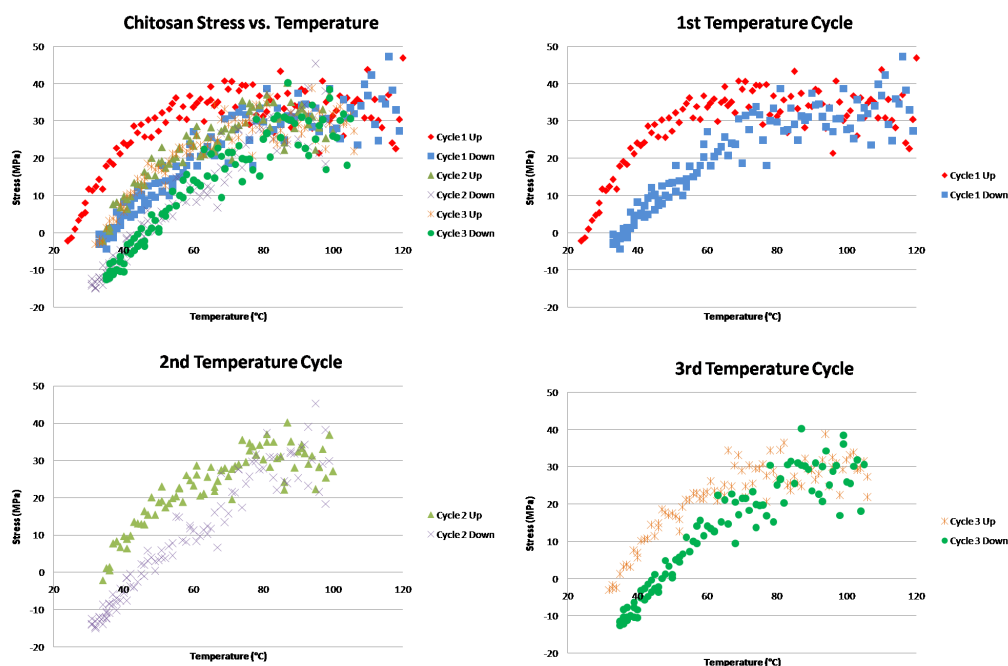 Chitosan Stress vs. Temperature
50
40
30
20
10
0
-10
-20
20
40
60
80
100
120
Stress (MPa)
Temperature (°C)
Cycle 1 Up
Cycle 1 Down
Cycle 2 Up
Cycle 2 Down
Cycle 3 Up
Cycle 3 Down
1st Temperature Cycle
50
40
30
20
10
0
-10
-20
20
40
60
80
100
120
Stress (MPa)
Temperature (°C)
Cycle 1 Up
Cycle 1 Down
2nd Temperature Cycle
50
40
30
20
10
0
-10
-20
20
40
60
80
100
120
Stress (MPa)
Temperature (°C)
Cycle 2 Up
Cycle 2 Down
3rd Temperature Cycle
50
40
30
20
10
0
-10
-20
20
40
60
80
100
120
Stress (MPa)
Temperature (°C)
Cycle 3 Up
Cycle 3 Down